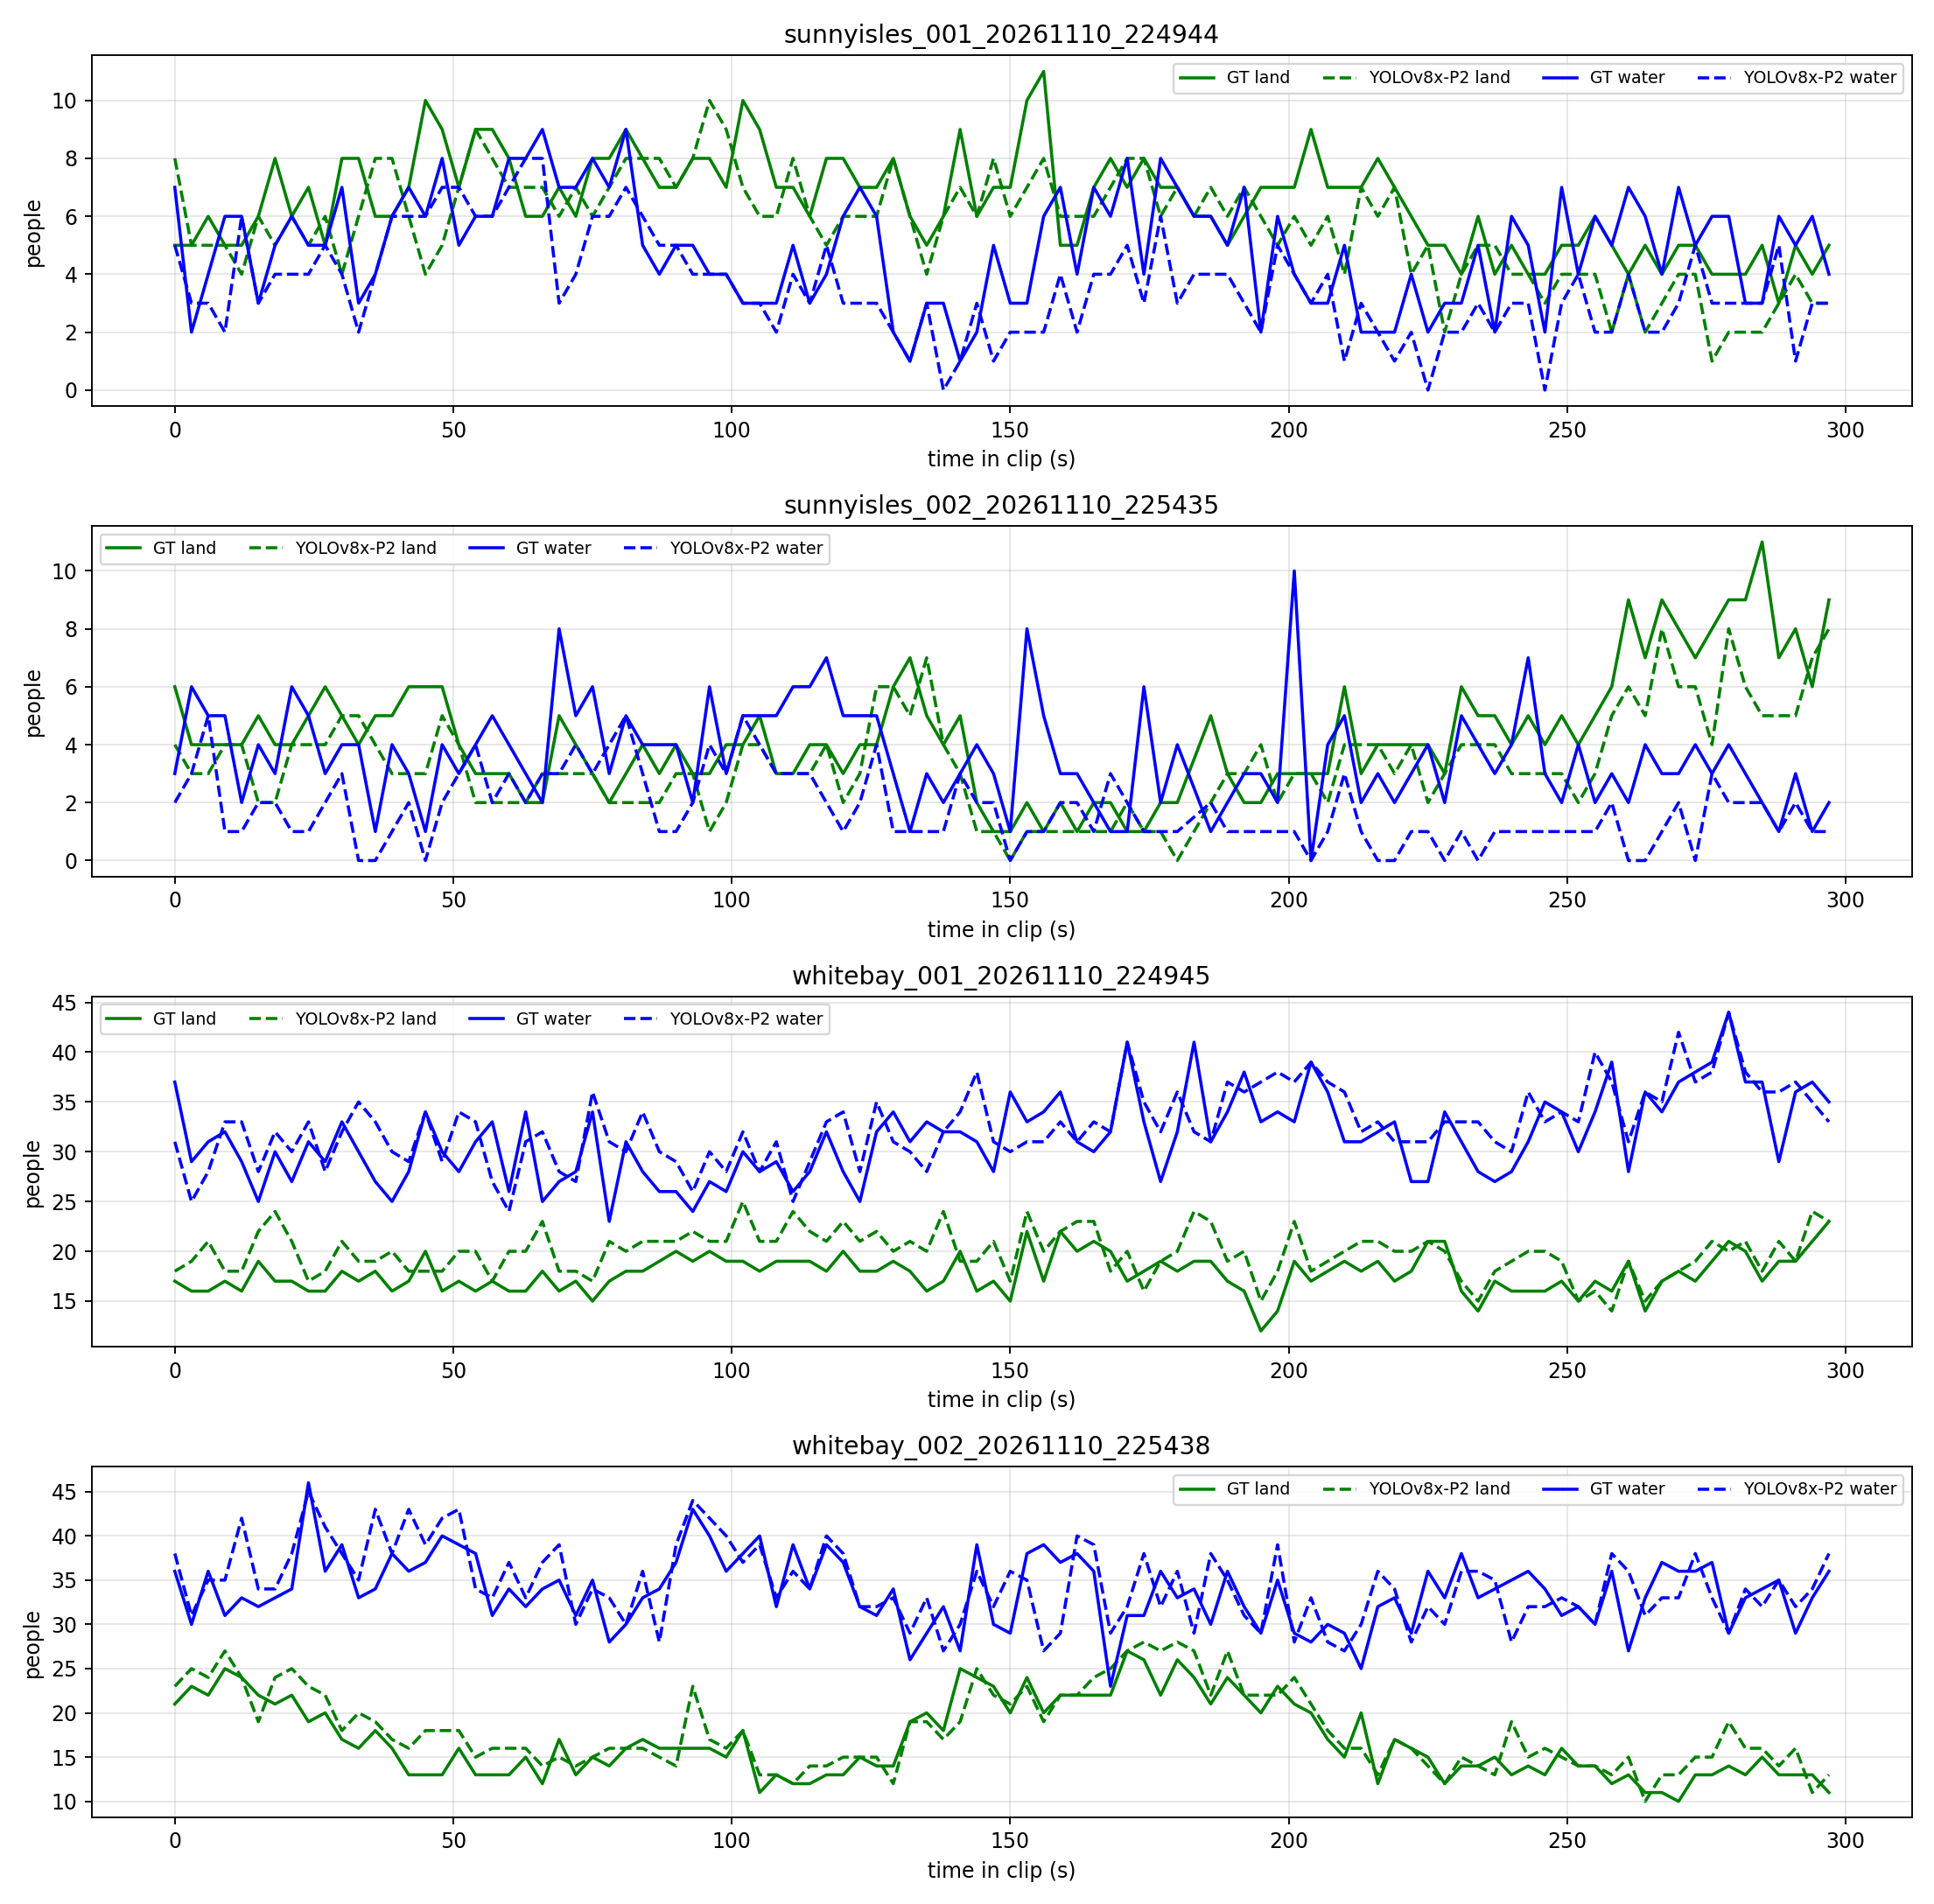 sunnyisles_001_20261110_224944
GT land YOLOv8x-P2 land GT water YOLOv8x-P2 water
people
10
8
6
4
2
0
0 50 100 150 200 250 300
time in clip (s)
sunnyisles_002_20261110_225435
GT land YOLOv8x-P2 land GT water YOLOv8x-P2 water
people
10
8
6
4
2
0
0 50 100 150 200 250 300
time in clip (s)
whitebay_001_20261110_224945
GT land YOLOv8x-P2 land GT water YOLOv8x-P2 water
people
45
40
35
30
25
20
15
0 50 100 150 200 250 300
time in clip (s)
whitebay_002_20261110_225438
GT land YOLOv8x-P2 land GT water YOLOv8x-P2 water
people
45
40
35
30
25
20
15
10
0 50 100 150 200 250 300
time in clip (s)